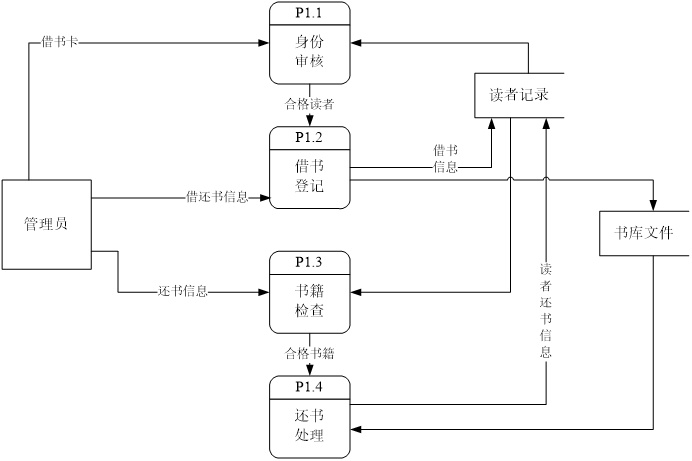 P1.1
借书卡
身份
审核
读者记录
合格读者
P1.2
借书
登记
借书
信息
借还书信息
管理员
书库文件
P1.3
还书信息
书籍
检查
读者还书信息
合格书籍
P1.4
还书
处理